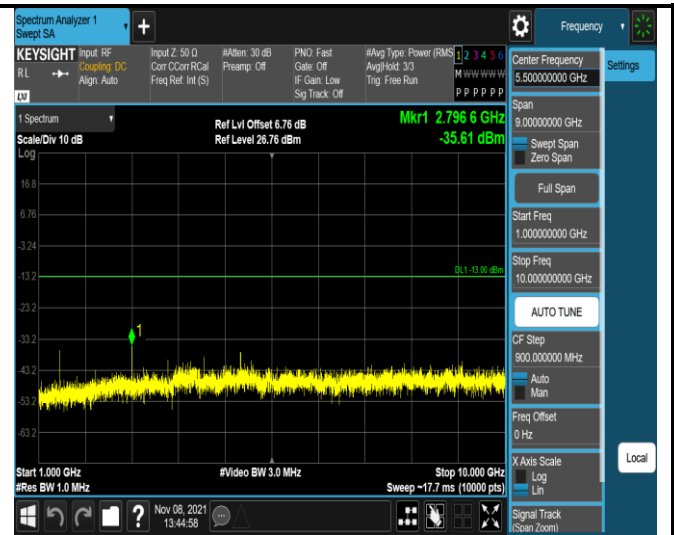 Spectrum Analyzer 1
Swept SA
+
Frequency
KEYSIGHT
RL
LXI
Input: RF
Coupling: DC
Align: Auto
Input Z: 50 Ω
Corr CCorr RCal
Freq Ref: Int (S)
#Atten: 30 dB
Preamp: Off
PNO: Fast
Gate: Off
IF Gain: Low
Sig Track: Off
#Avg Type: Power (RMS
Avg|Hold: 3/3
Trig: Free Run
1 2 3 4 5 6
M W W W W W
P P P P P P
1 Spectrum
Scale/Div 10 dB
Ref Lvl Offset 6.76 dB
Ref Level 26.76 dBm
Mkr1 2.796 6 GHz
-35.61 dBm
Log
16.8
6.76
-3.24
-13.2
DL1 -13.00 dBm
-23.2
1
-33.2
-43.2
-53.2
-63.2
Start 1.000 GHz
#Res BW 1.0 MHz
#Video BW 3.0 MHz
Stop 10.000 GHz
Sweep ~17.7 ms (10000 pts)
?
Nov 08, 2021
13:44:58
Center Frequency
5.500000000 GHz
Span
9.00000000 GHz
Swept Span
Zero Span
Full Span
Start Freq
1.000000000 GHz
Stop Freq
10.000000000 GHz
AUTO TUNE
CF Step
900.000000 MHz
Auto
Man
Freq Offset
0 Hz
X Axis Scale
Log
Lin
Signal Track
(Span Zoom)
Settings
Local